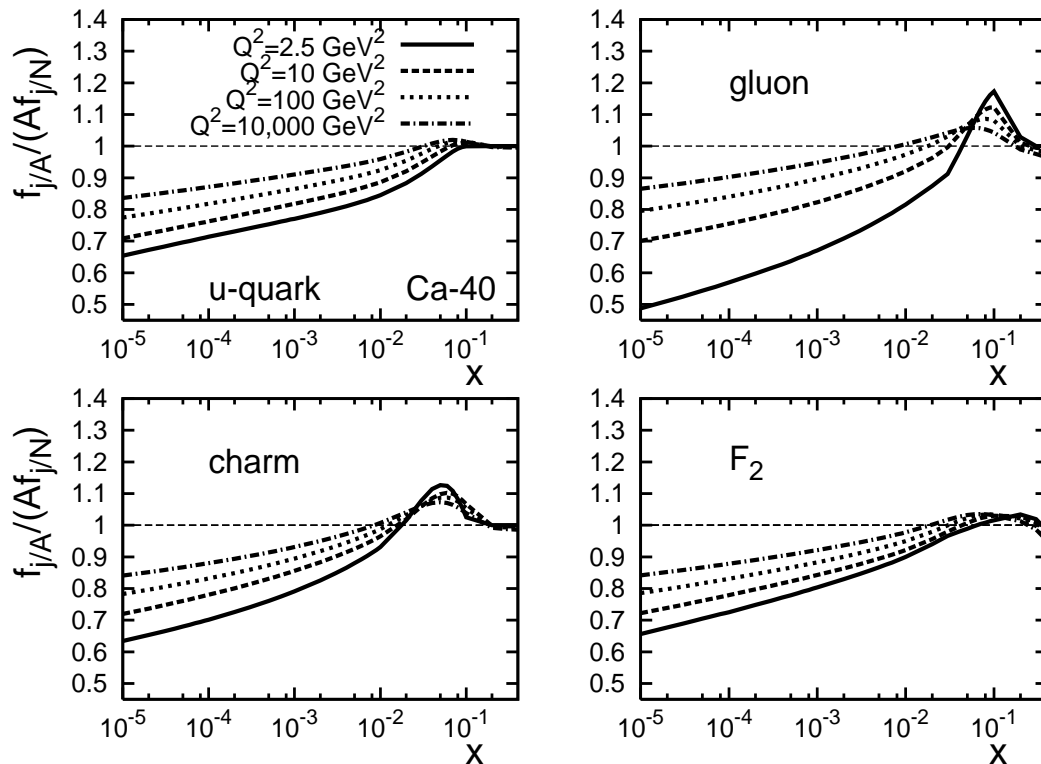 f_{j/A}/(Af_{j/N})
1.4
1.3
1.2
1.1
1
0.9
0.8
0.7
0.6
0.5
Q²=2.5 GeV²
Q²=10 GeV²
Q²=100 GeV²
Q²=10,000 GeV²
u-quark Ca-40
10⁻⁵ 10⁻⁴ 10⁻³ 10⁻² 10⁻¹
x
1.4
1.3
1.2
1.1
1
0.9
0.8
0.7
0.6
0.5
gluon
10⁻⁵ 10⁻⁴ 10⁻³ 10⁻² 10⁻¹
x
f_{j/A}/(Af_{j/N})
1.4
1.3
1.2
1.1
1
0.9
0.8
0.7
0.6
0.5
charm
10⁻⁵ 10⁻⁴ 10⁻³ 10⁻² 10⁻¹
x
1.4
1.3
1.2
1.1
1
0.9
0.8
0.7
0.6
0.5
F₂
10⁻⁵ 10⁻⁴ 10⁻³ 10⁻² 10⁻¹
x